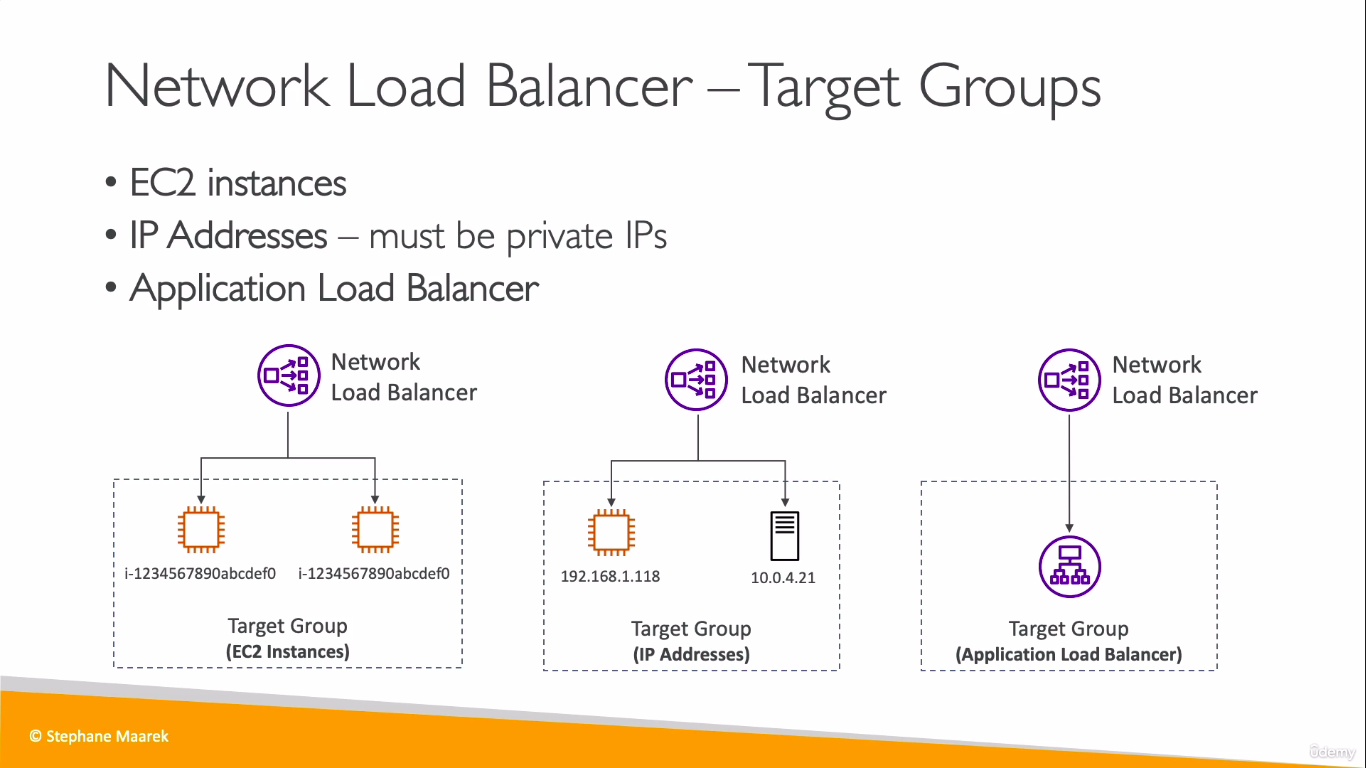 Network Load Balancer – Target Groups
• EC2 instances
• IP Addresses – must be private IPs
• Application Load Balancer
Network
Load Balancer
i-1234567890abcdef0
i-1234567890abcdef0
Target Group
(EC2 Instances)
Network
Load Balancer
192.168.1.118
10.0.4.21
Target Group
(IP Addresses)
Network
Load Balancer
Target Group
(Application Load Balancer)
© Stephane Maarek
ûdemy